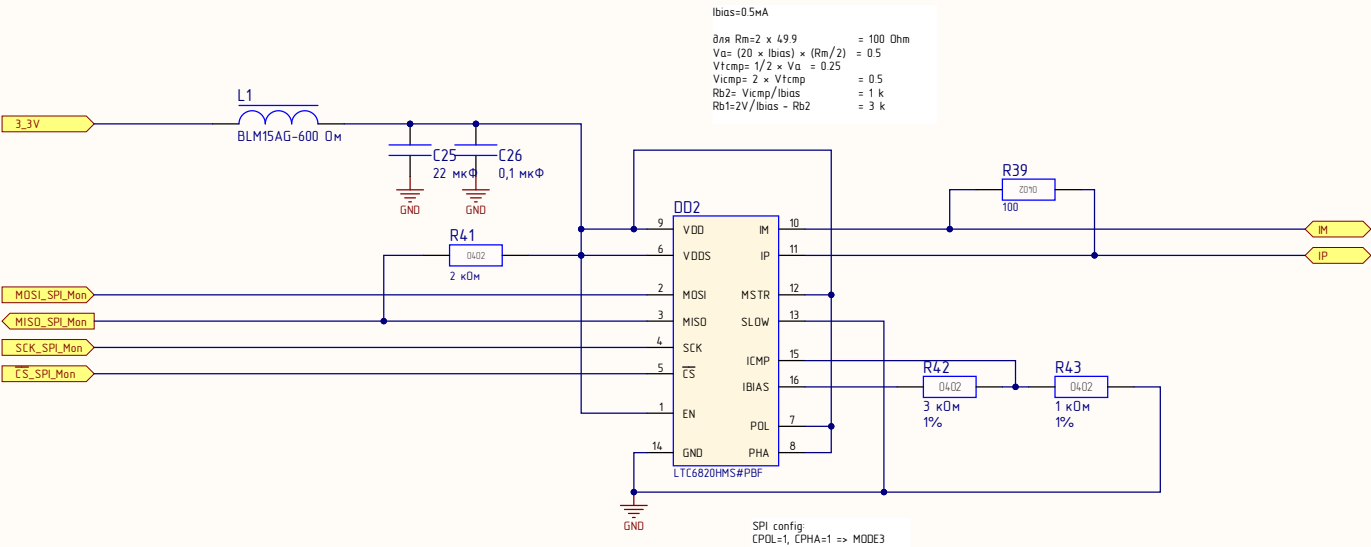 Ibias=0.5мА
для Rm=2 x 49.9 = 100 Ohm
Va= (20 × Ibias) × (Rm/2) = 0.5
Vtcmp= 1/2 × Va = 0.25
Vicmp= 2 × Vtcmp = 0.5
Rb2= Vicmp/Ibias = 1 k
Rb1=2V/Ibias - Rb2 = 3 k
L1
3_3V
BLM15AG-600 Ом
C25
C26
22 мкФ
0,1 мкФ
GND
GND
R39
0402
100
DD2
9
VDD
IM
10
IM
R41
0402
2 кОм
6
VDDS
IP
11
IP
MOSI_SPI_Mon
2
MOSI
MSTR
12
MISO_SPI_Mon
3
MISO
SLOW
13
SCK_SPI_Mon
4
SCK
ICMP
15
CS_SPI_Mon
5
CS
IBIAS
16
R42
0402
3 кОм
1%
R43
0402
1 кОм
1%
1
EN
POL
7
14
GND
PHA
8
LTC6820HMS#PBF
GND
SPI config:
CPOL=1, CPHA=1 => MODE3